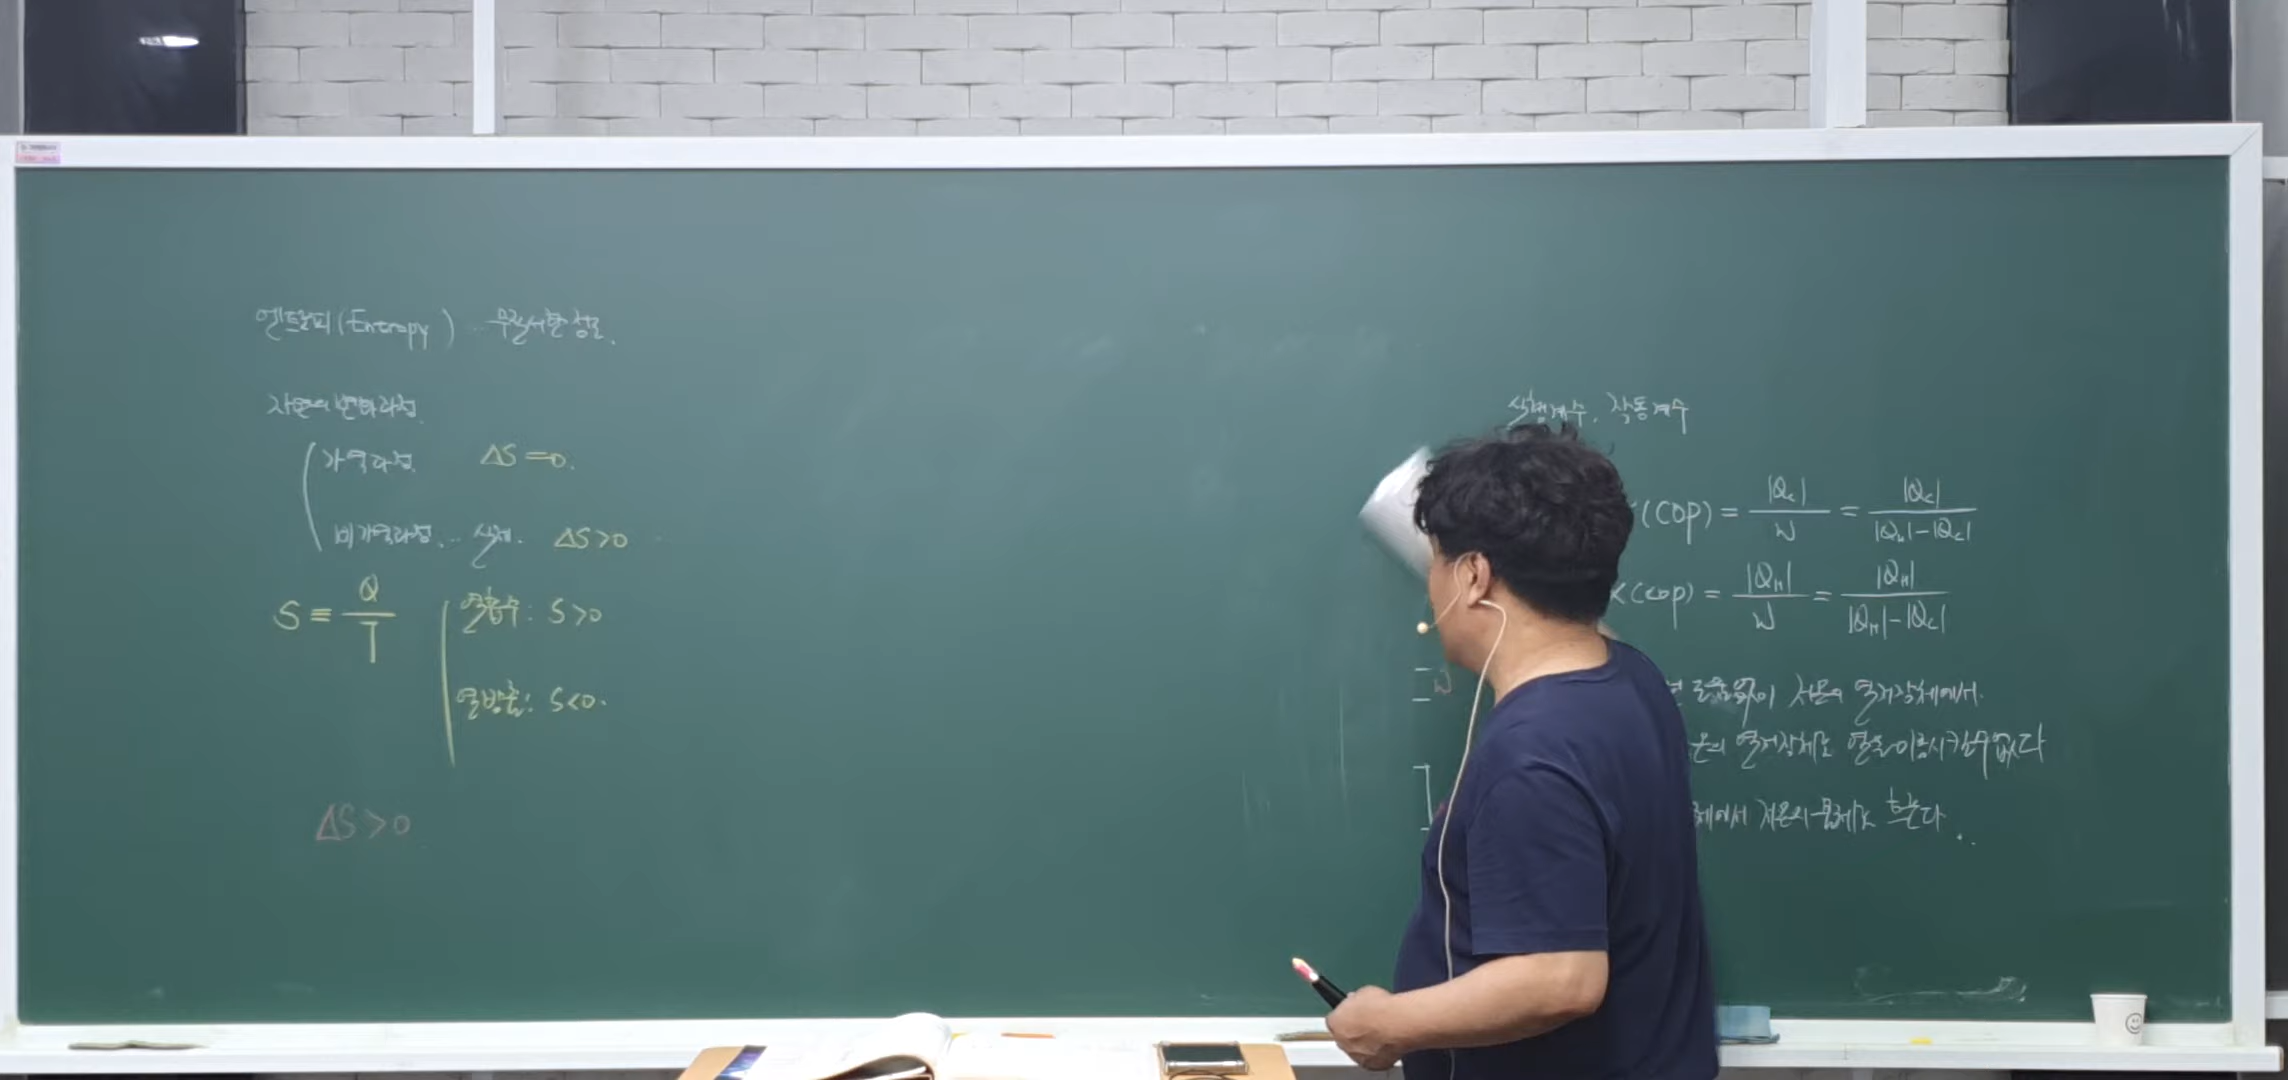 엔트로피(Entropy) .. 무질서한 정도.
자연의 변화과정.
가역과정. ΔS=0.
비가역과정. .. 실제. ΔS>0
S ≡ Q/T
열흡수: S>0
열방출: S<0.
ΔS>0
실행계수. 작동계수
(COP) = |Qc|/W = |Qc|/(|QH|-|Qc|)
K(COP) = |QH|/W = |QH|/(|QH|-|Qc|)
W
도움없이 저온의 열저장체에서.
온의 열저장체로 열을 이동시킬수 없다
체에서 저온의 물체로 흐른다.